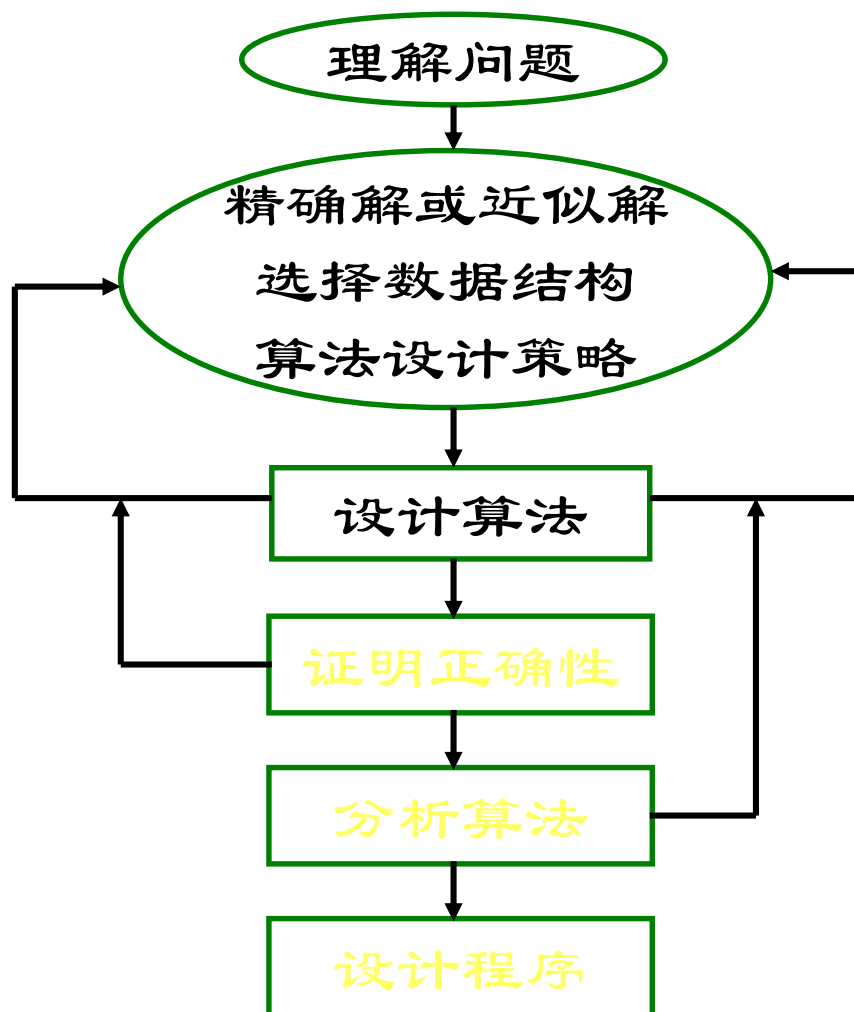 理解问题
精确解或近似解
选择数据结构
算法设计策略
设计算法
证明正确性
分析算法
设计程序